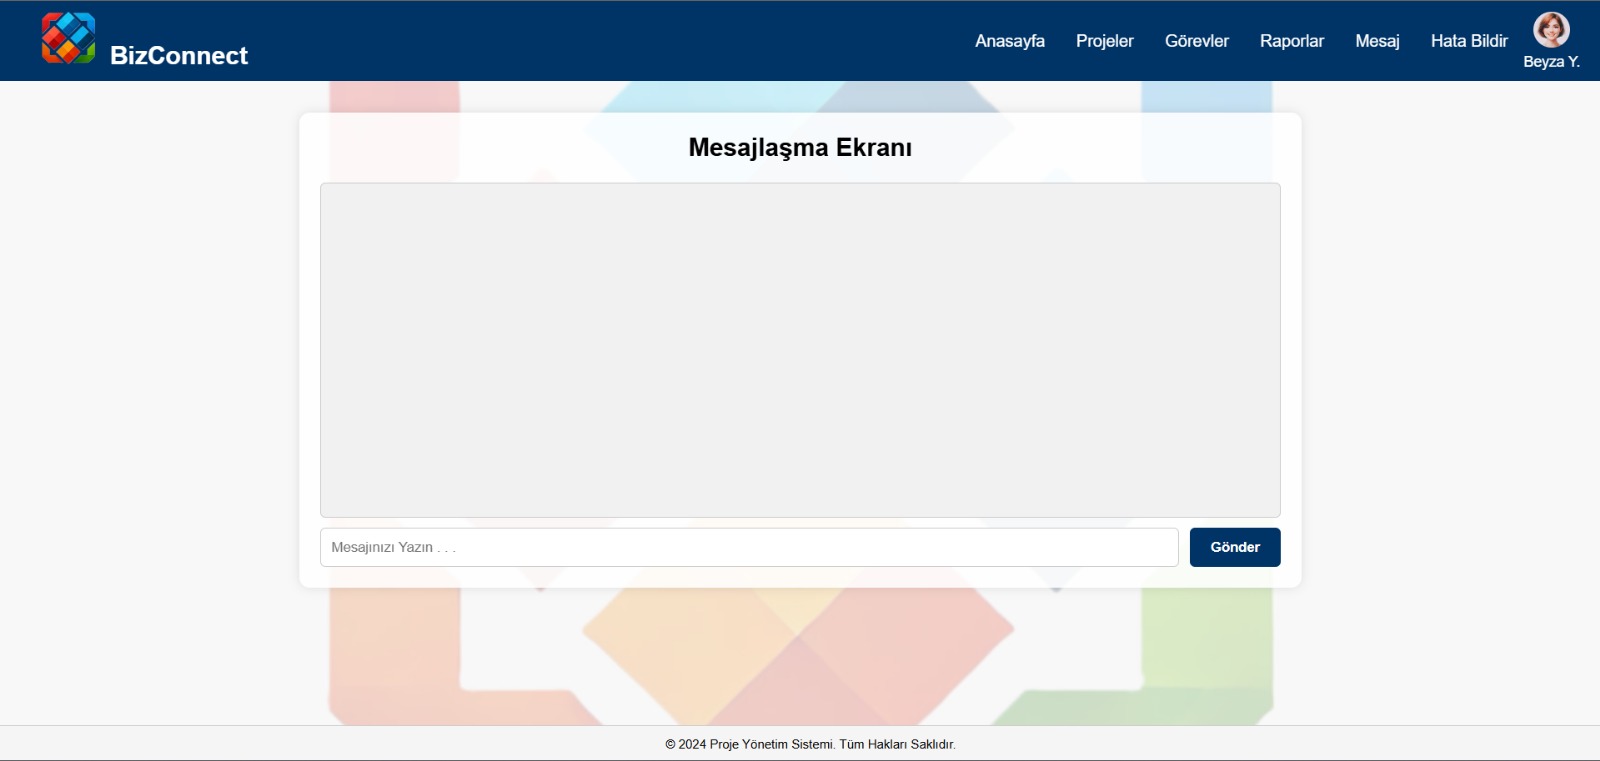 BizConnect
Anasayfa Projeler Görevler Raporlar Mesaj Hata Bildir
Beyza Y.
Mesajlaşma Ekranı
Mesajınızı Yazın . . .
Gönder
© 2024 Proje Yönetim Sistemi. Tüm Hakları Saklıdır.